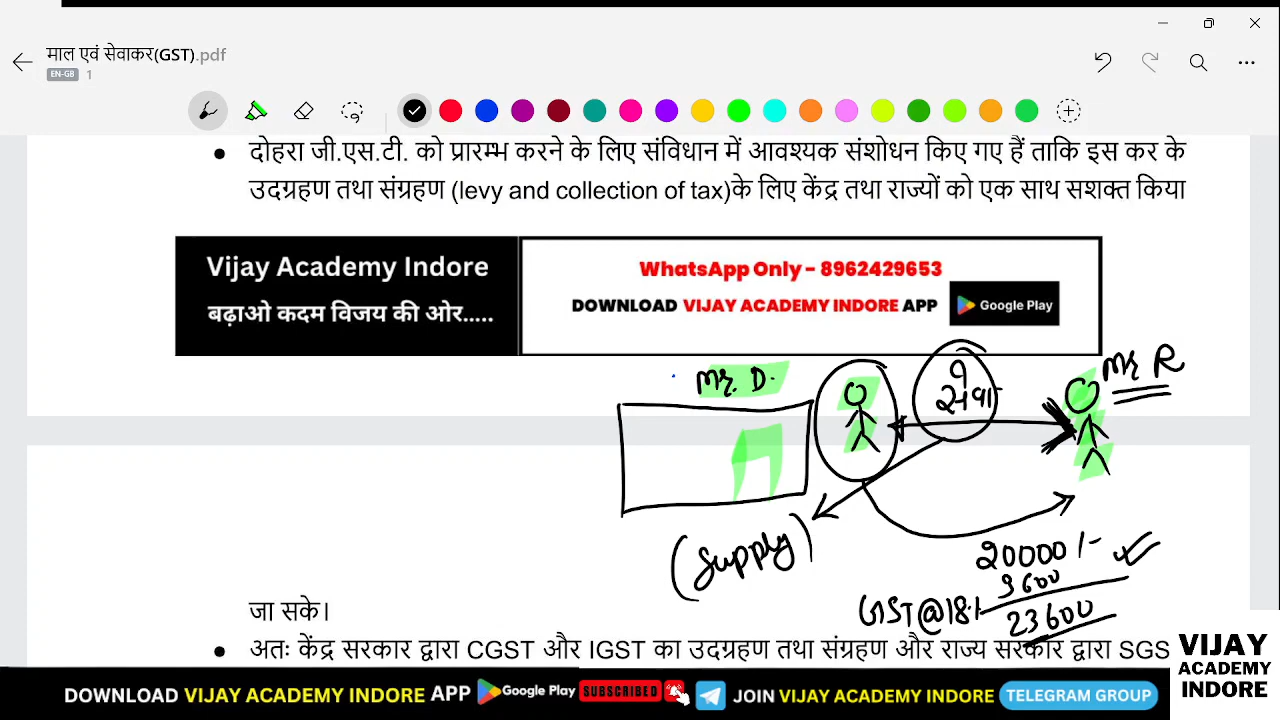 माल एवं सेवाकर(GST).pdf
EN-GB 1
• दोहरा जी.एस.टी. को प्रारम्भ करने के लिए संविधान में आवश्यक संशोधन किए गए हैं ताकि इस कर के
उदग्रहण तथा संग्रहण (levy and collection of tax)के लिए केंद्र तथा राज्यों को एक साथ सशक्त किया
Vijay Academy Indore
बढ़ाओ कदम विजय की ओर.....
WhatsApp Only - 8962429653
DOWNLOAD VIJAY ACADEMY INDORE APP
Google Play
Mr. D.
सेवा
Mr R
(Supply)
20000/-
3600
GST@18%
23600
जा सके।
• अतः केंद्र सरकार द्वारा CGST और IGST का उदग्रहण तथा संग्रहण और राज्य सरकार द्वारा SGS
VIJAY
ACADEMY
INDORE
DOWNLOAD VIJAY ACADEMY INDORE APP
Google Play
SUBSCRIBED
JOIN VIJAY ACADEMY INDORE
TELEGRAM GROUP